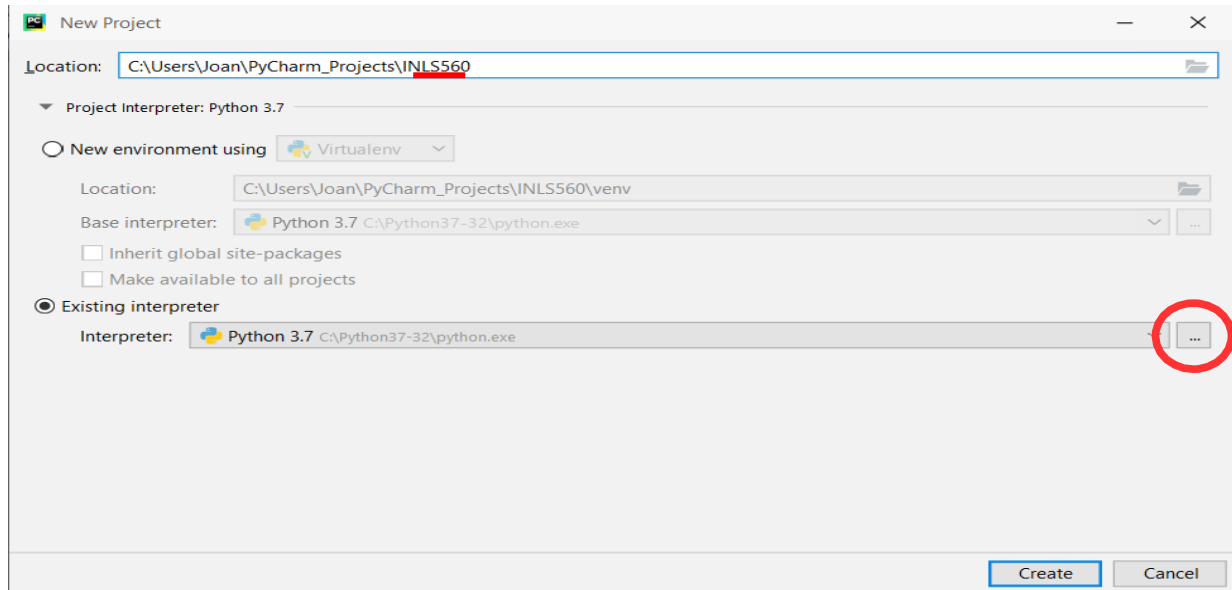 PC New Project
Location: C:\Users\Joan\PyCharm_Projects\INLS560
Project Interpreter: Python 3.7
New environment using Virtualenv
Location: C:\Users\Joan\PyCharm_Projects\INLS560\venv
Base interpreter: Python 3.7 C:\Python37-32\python.exe ...
Inherit global site-packages
Make available to all projects
Existing interpreter
Interpreter: Python 3.7 C:\Python37-32\python.exe ...
Create Cancel